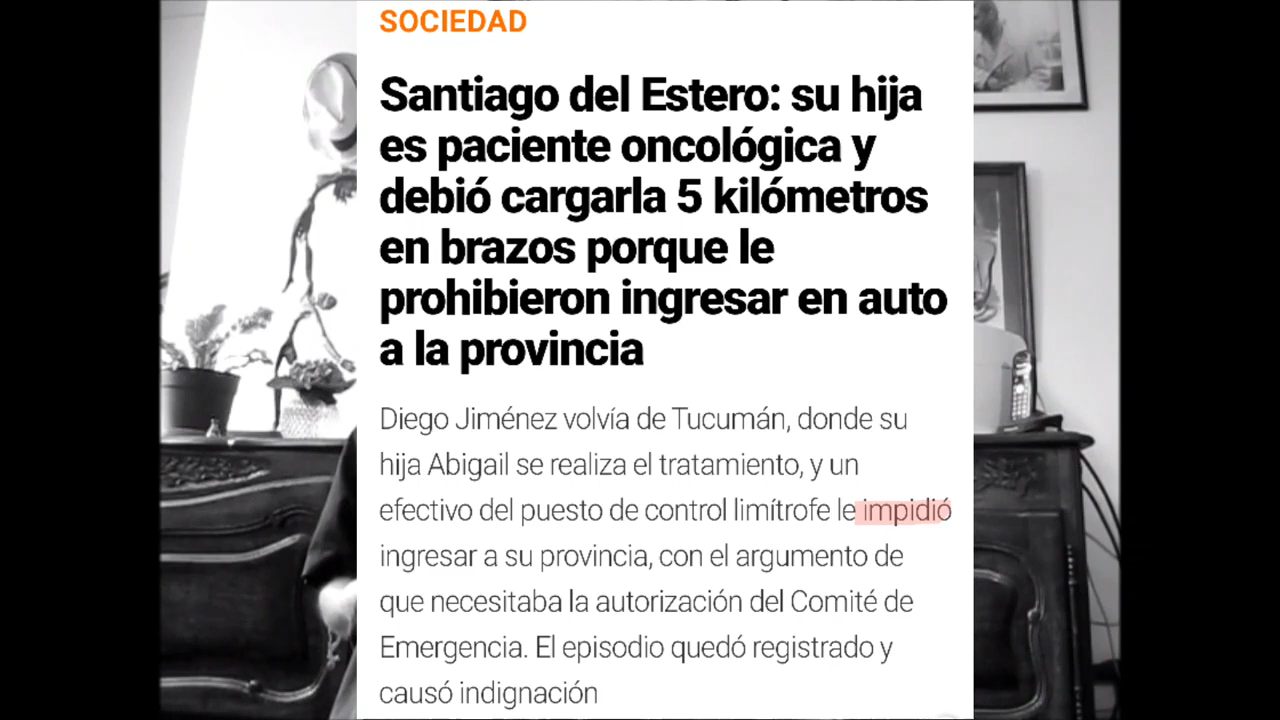 SOCIEDAD
Santiago del Estero: su hija
es paciente oncológica y
debió cargarla 5 kilómetros
en brazos porque le
prohibieron ingresar en auto
a la provincia
Diego Jiménez volvía de Tucumán, donde su
hija Abigail se realiza el tratamiento, y un
efectivo del puesto de control limítrofe le impidió
ingresar a su provincia, con el argumento de
que necesitaba la autorización del Comité de
Emergencia. El episodio quedó registrado y
causó indignación